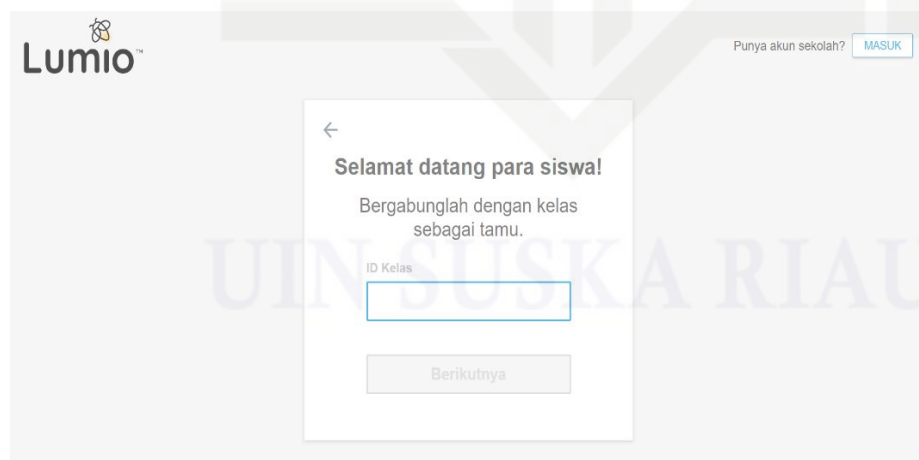 Lumio™
Punya akun sekolah? MASUK
Selamat datang para siswa!
Bergabunglah dengan kelas
sebagai tamu.
ID Kelas
Berikutnya
UIN SUSKA RIAU